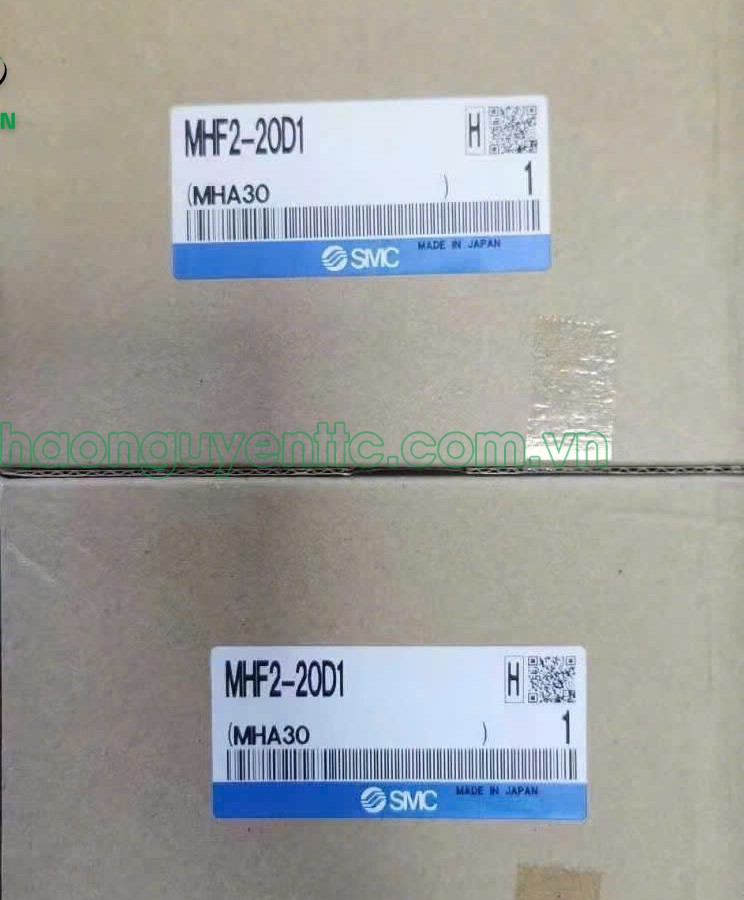 N
MHF2-20D1
H
(MHA30 )
1
SMC
MADE IN JAPAN
haonguyenttc.com.vn
MHF2-20D1
H
(MHA30 )
1
SMC
MADE IN JAPAN